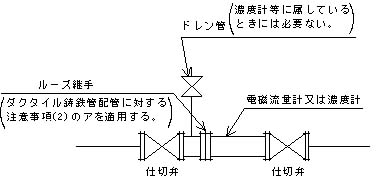 ドレン管
(濃度計等に属している
ときには必要ない。)
ルーズ継手
(ダクタイル鋳鉄管配管に対する
注意事項(2)のアを適用する。)
電磁流量計又は濃度計
仕切弁
仕切弁